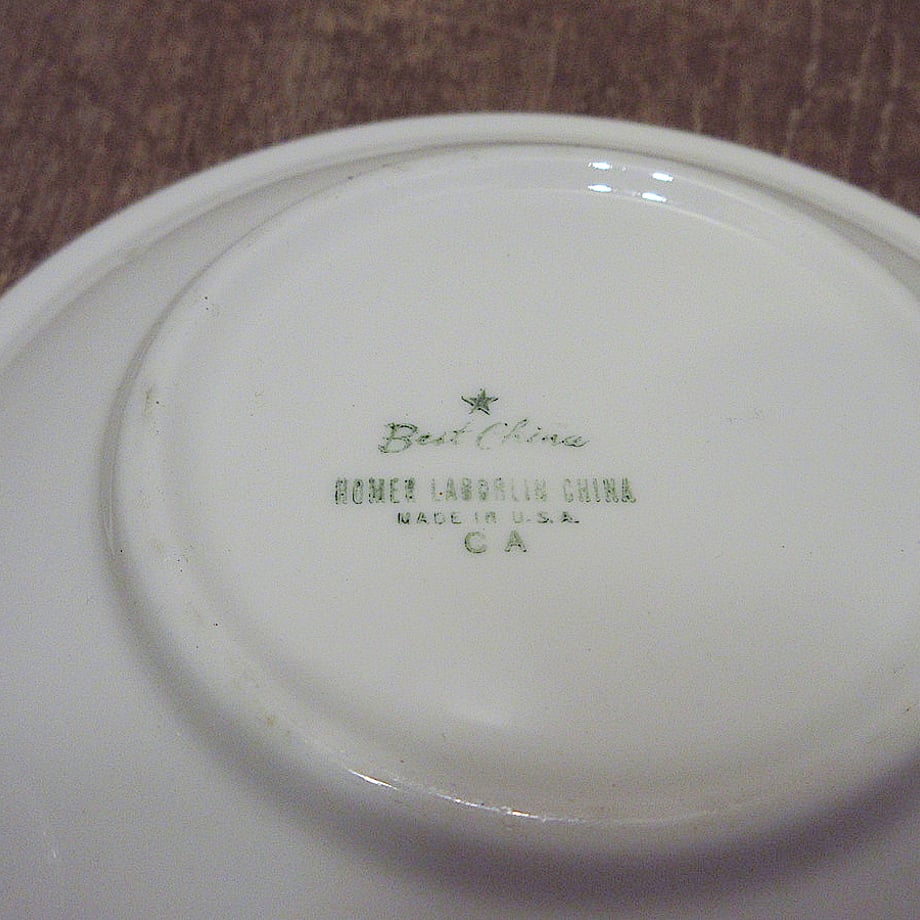 Best China
HOMER LAUGHLIN CHINA
MADE IN U.S.A.
C A